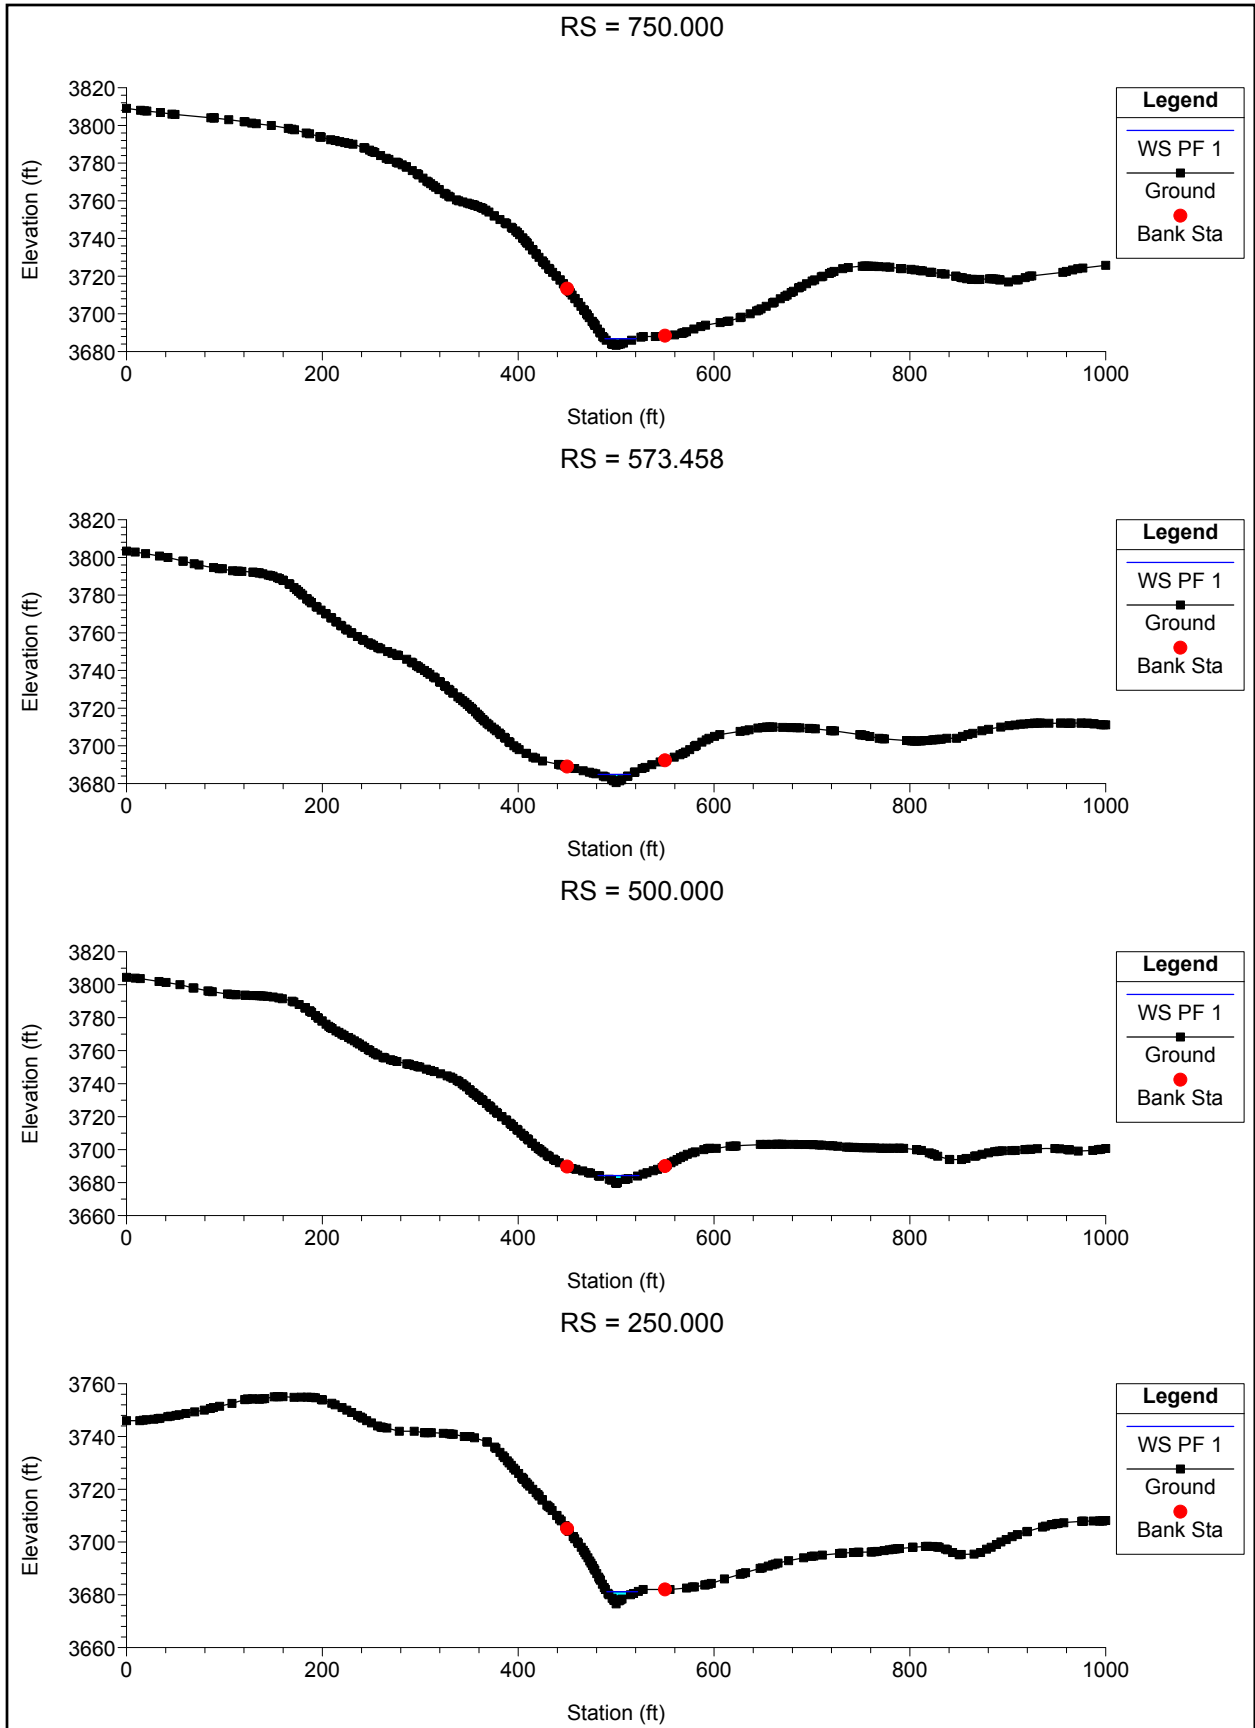 RS = 750.000
Elevation (ft)
3820
3800
3780
3760
3740
3720
3700
3680
0 200 400 600 800 1000
Station (ft)
Legend
WS PF 1
Ground
Bank Sta
RS = 573.458
Elevation (ft)
3820
3800
3780
3760
3740
3720
3700
3680
0 200 400 600 800 1000
Station (ft)
Legend
WS PF 1
Ground
Bank Sta
RS = 500.000
Elevation (ft)
3820
3800
3780
3760
3740
3720
3700
3680
3660
0 200 400 600 800 1000
Station (ft)
Legend
WS PF 1
Ground
Bank Sta
RS = 250.000
Elevation (ft)
3760
3740
3720
3700
3680
3660
0 200 400 600 800 1000
Station (ft)
Legend
WS PF 1
Ground
Bank Sta